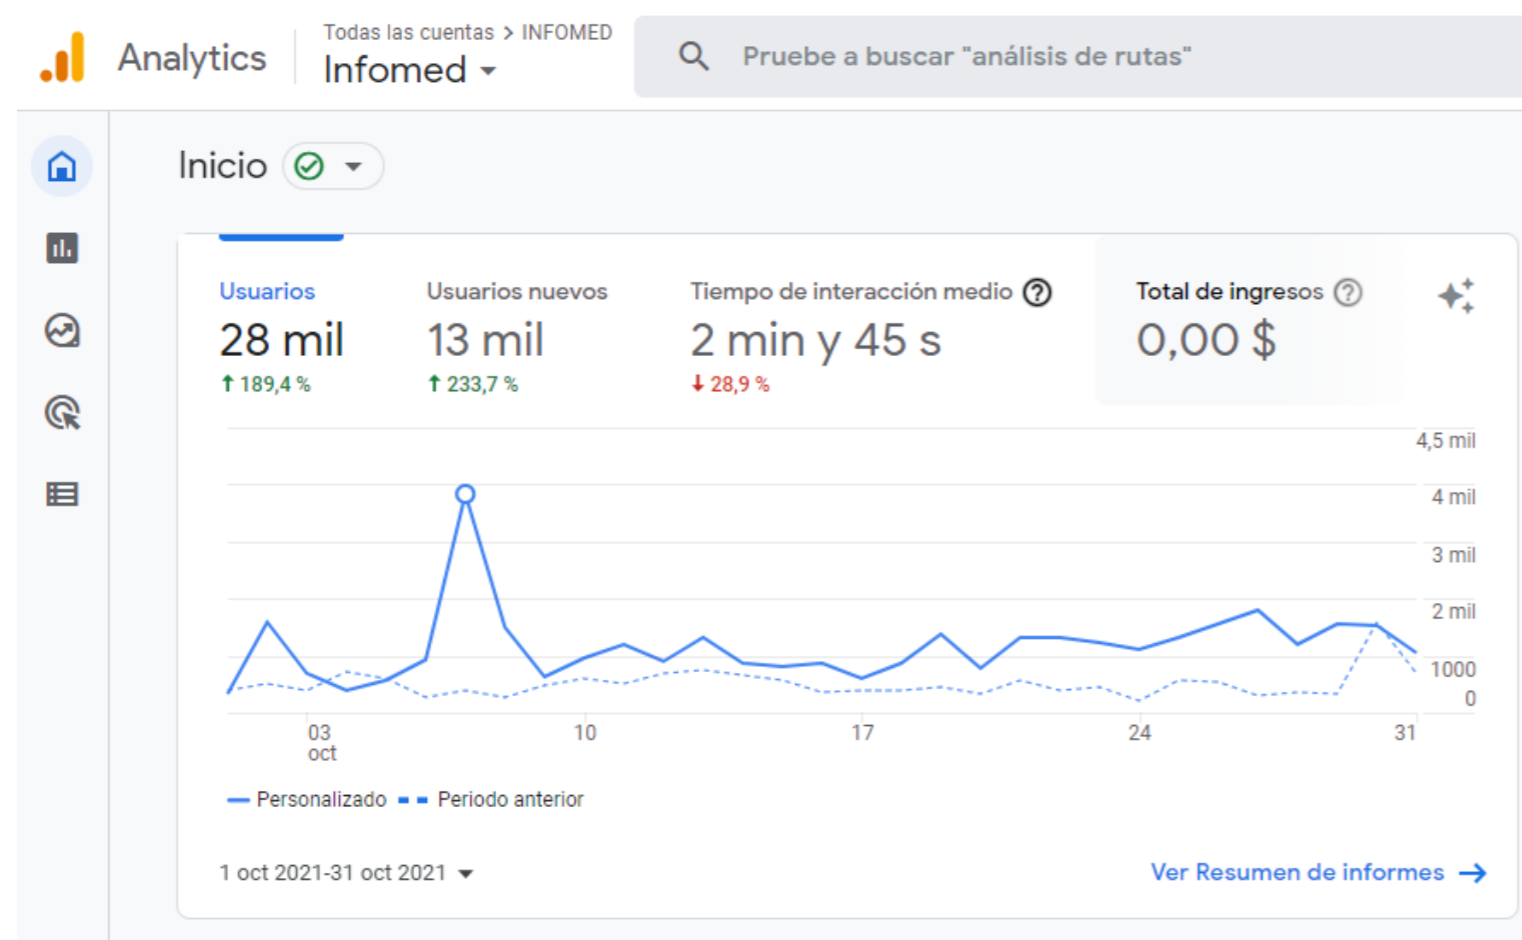 Analytics
Todas las cuentas > INFOMED
Infomed
Pruebe a buscar "análisis de rutas"
Inicio
Usuarios
28 mil
↑ 189,4 %
Usuarios nuevos
13 mil
↑ 233,7 %
Tiempo de interacción medio ?
2 min y 45 s
↓ 28,9 %
Total de ingresos ?
0,00 $
4,5 mil
4 mil
3 mil
2 mil
1000
0
03 oct
10
17
24
31
Personalizado
Periodo anterior
1 oct 2021-31 oct 2021
Ver Resumen de informes →